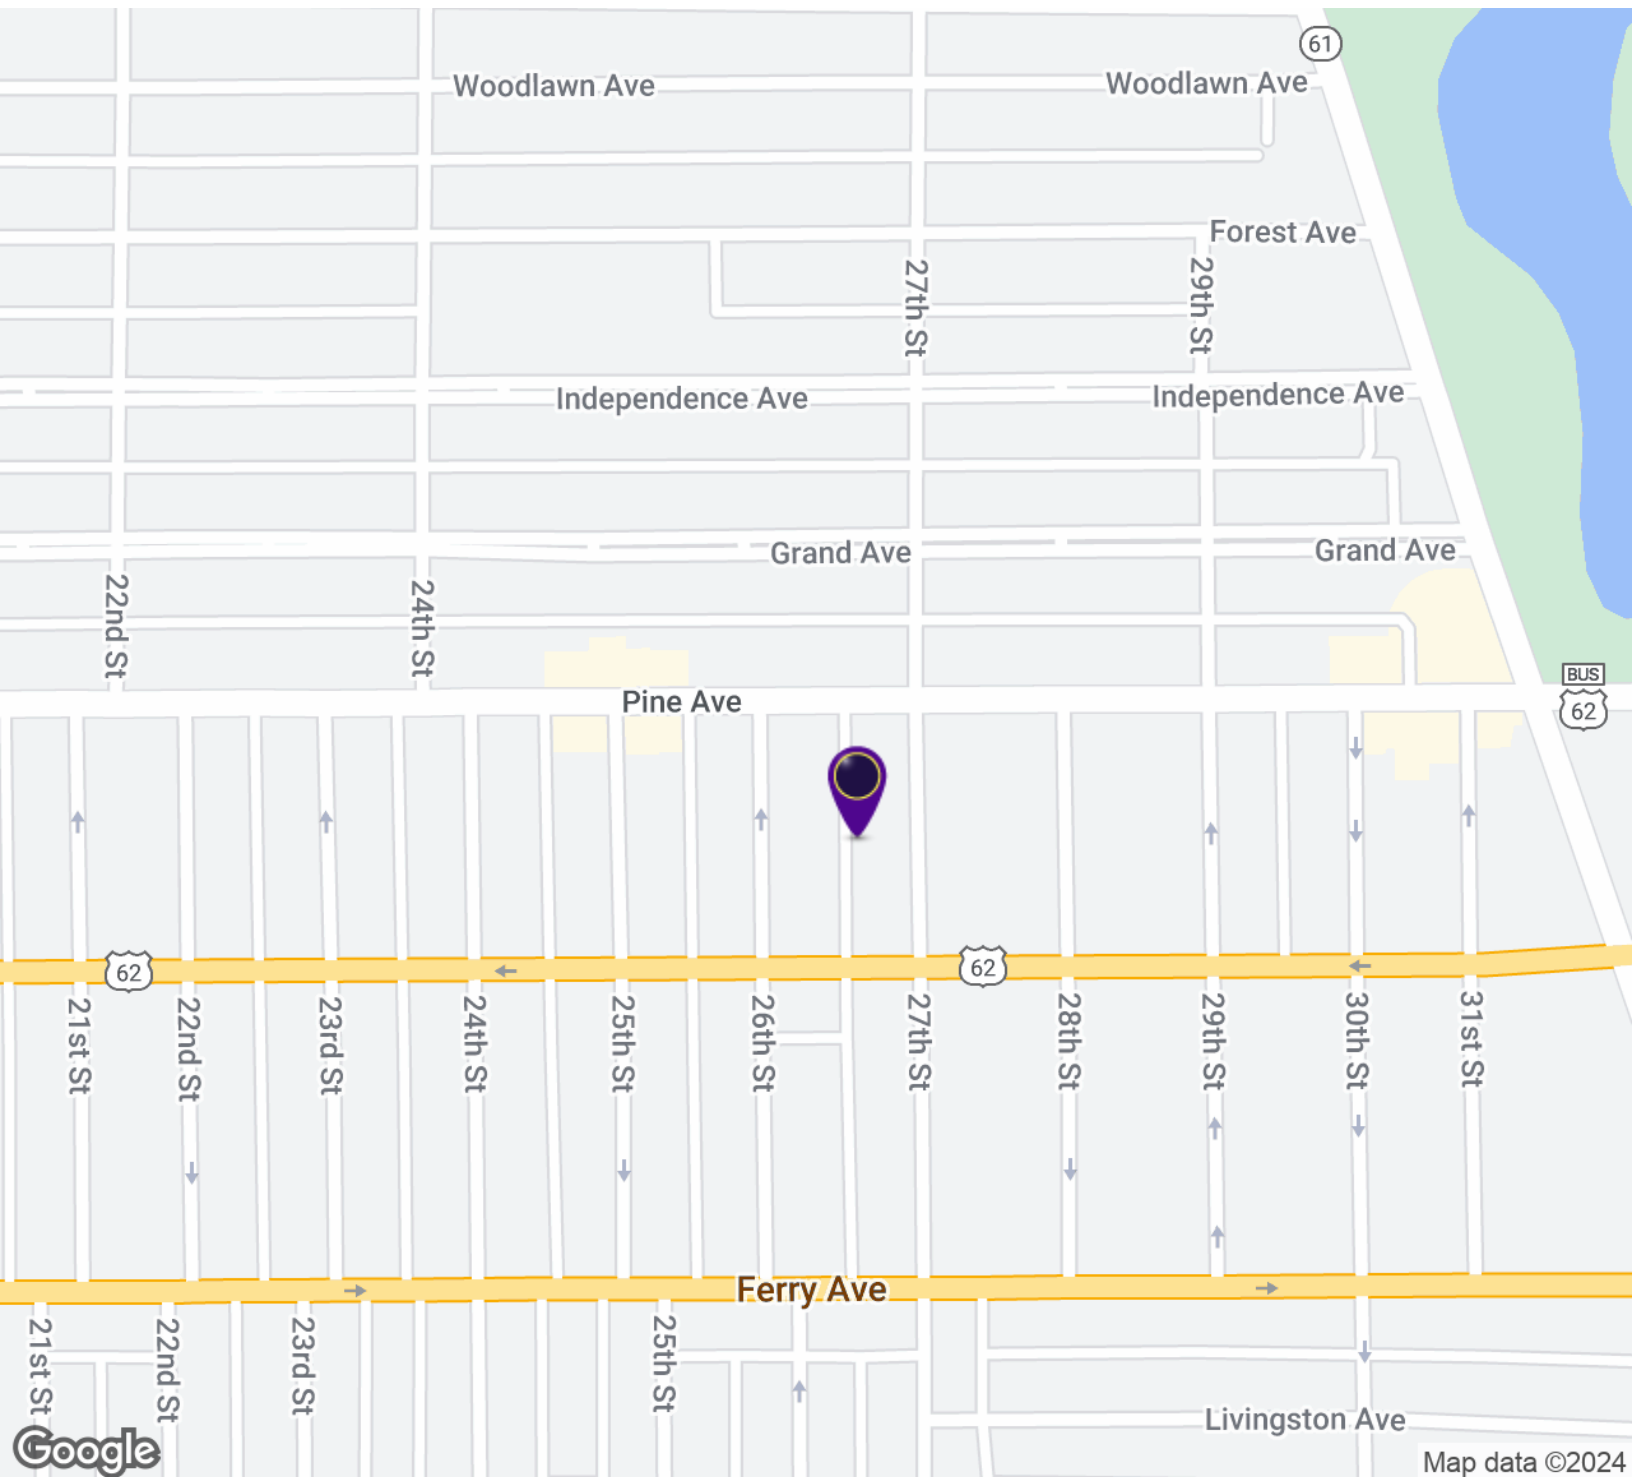 61
Woodlawn Ave
Woodlawn Ave
Forest Ave
27th St
29th St
Independence Ave
Independence Ave
Grand Ave
Grand Ave
22nd St
24th St
BUS
62
Pine Ave
62
62
21st St
22nd St
23rd St
24th St
25th St
26th St
27th St
28th St
29th St
30th St
31st St
Ferry Ave
21st St
22nd St
23rd St
25th St
Livingston Ave
Google
Map data ©2024